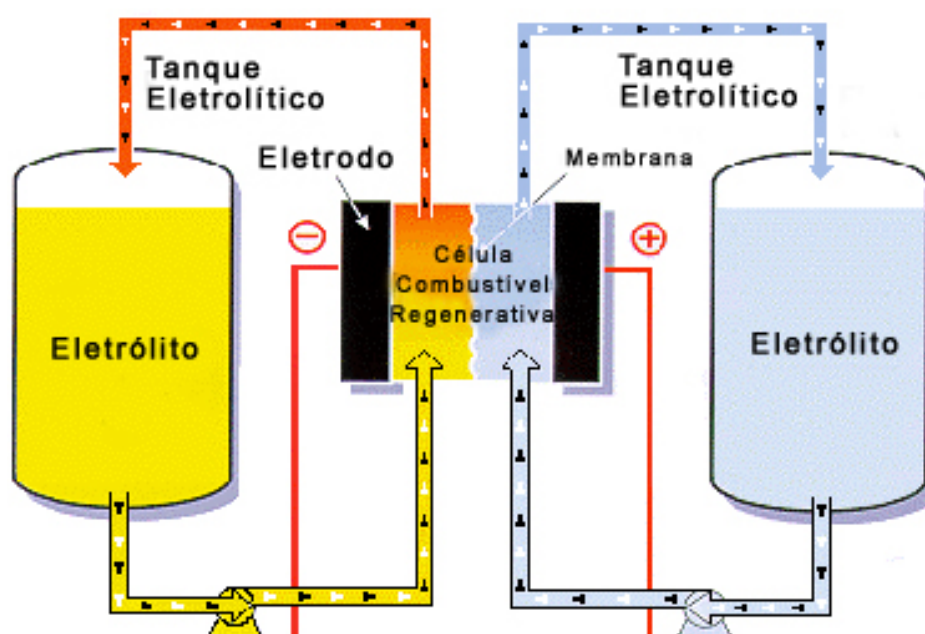 Tanque
Eletrolítico
Tanque
Eletrolítico
Eletrodo
Membrana
−
+
Célula
Combustível
Regenerativa
Eletrólito
Eletrólito